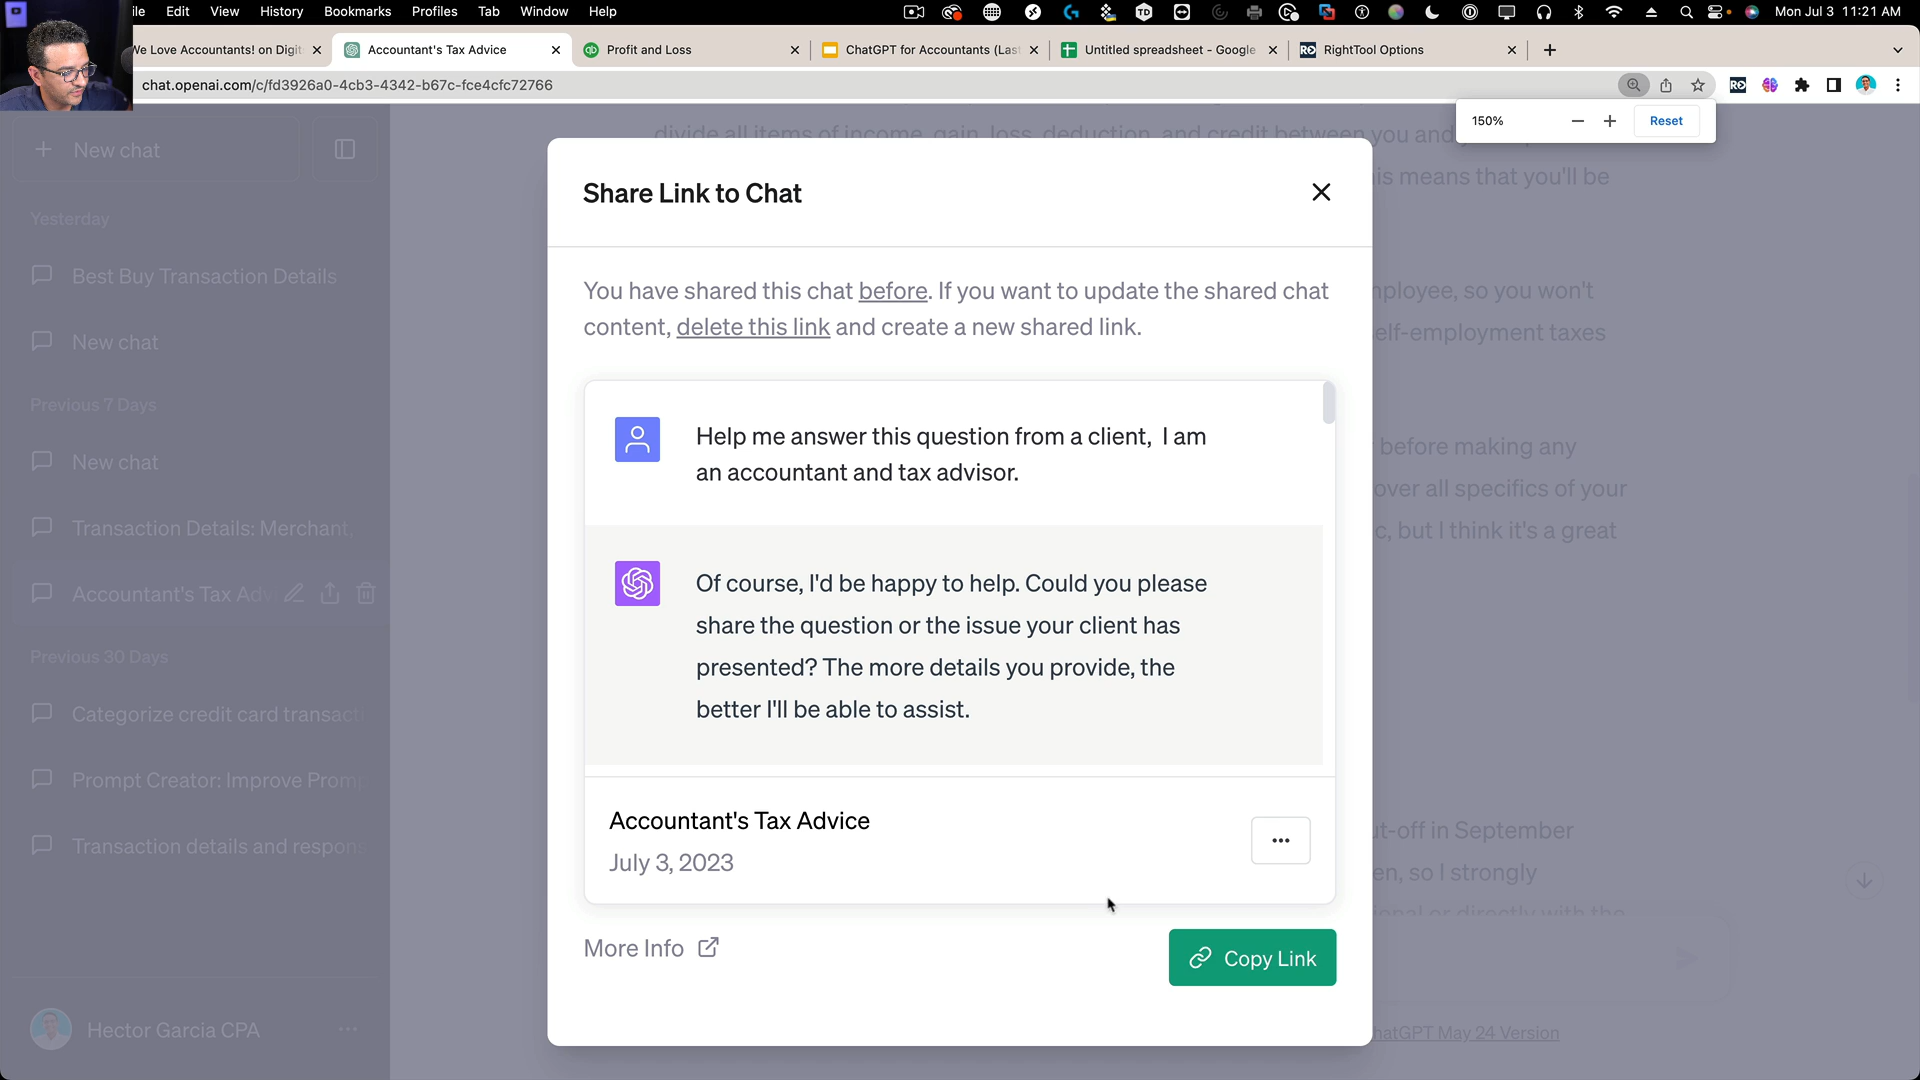 ile Edit View History Bookmarks Profiles Tab Window Help Mon Jul 3 11:21 AM
We Love Accountants! on Digit
Accountant's Tax Advice
Profit and Loss
ChatGPT for Accountants (Las
Untitled spreadsheet - Google
RightTool Options
chat.openai.com/c/fd3926a0-4cb3-4342-b67c-fce4cfc72766
150%
Reset
divide all items of income, gain, loss, deduction, and credit between you and
is means that you'll be
New chat
Yesterday
Best Buy Transaction Details
New chat
Previous 7 Days
New chat
Transaction Details: Merchant,
Accountant's Tax Adv
Previous 30 Days
Categorize credit card transacti
Prompt Creator: Improve Promp
Transaction details and respons
Hector Garcia CPA
Share Link to Chat
You have shared this chat before. If you want to update the shared chat
content, delete this link and create a new shared link.
Help me answer this question from a client, I am
an accountant and tax advisor.
Of course, I'd be happy to help. Could you please
share the question or the issue your client has
presented? The more details you provide, the
better I'll be able to assist.
Accountant's Tax Advice
July 3, 2023
More Info
Copy Link
nployee, so you won't
elf-employment taxes
before making any
over all specifics of your
c, but I think it's a great
ut-off in September
en, so I strongly
ional or directly with the
hatGPT May 24 Version